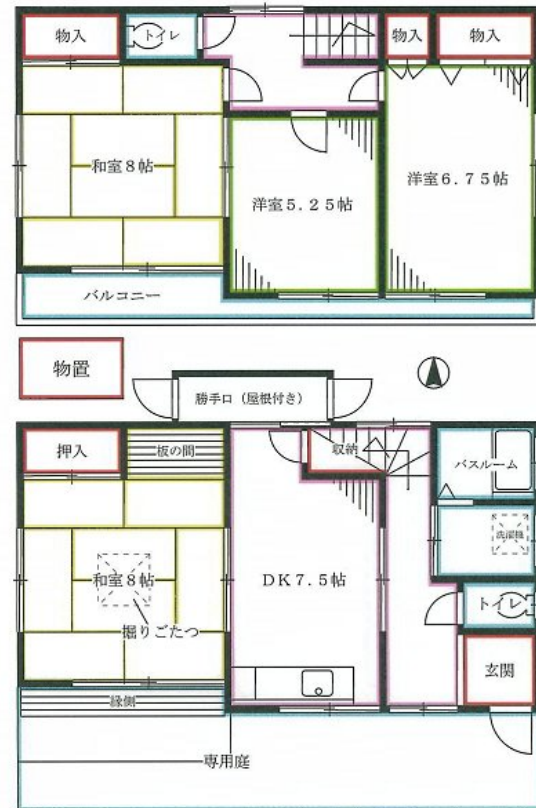 物入
トイレ
物入
物入
和室8帖
洋室5.25帖
洋室6.75帖
バルコニー
物置
勝手口（屋根付き）
押入
板の間
収納
バスルーム
洗濯機
和室8帖
DK7.5帖
トイレ
掘りごたつ
玄関
縁側
専用庭